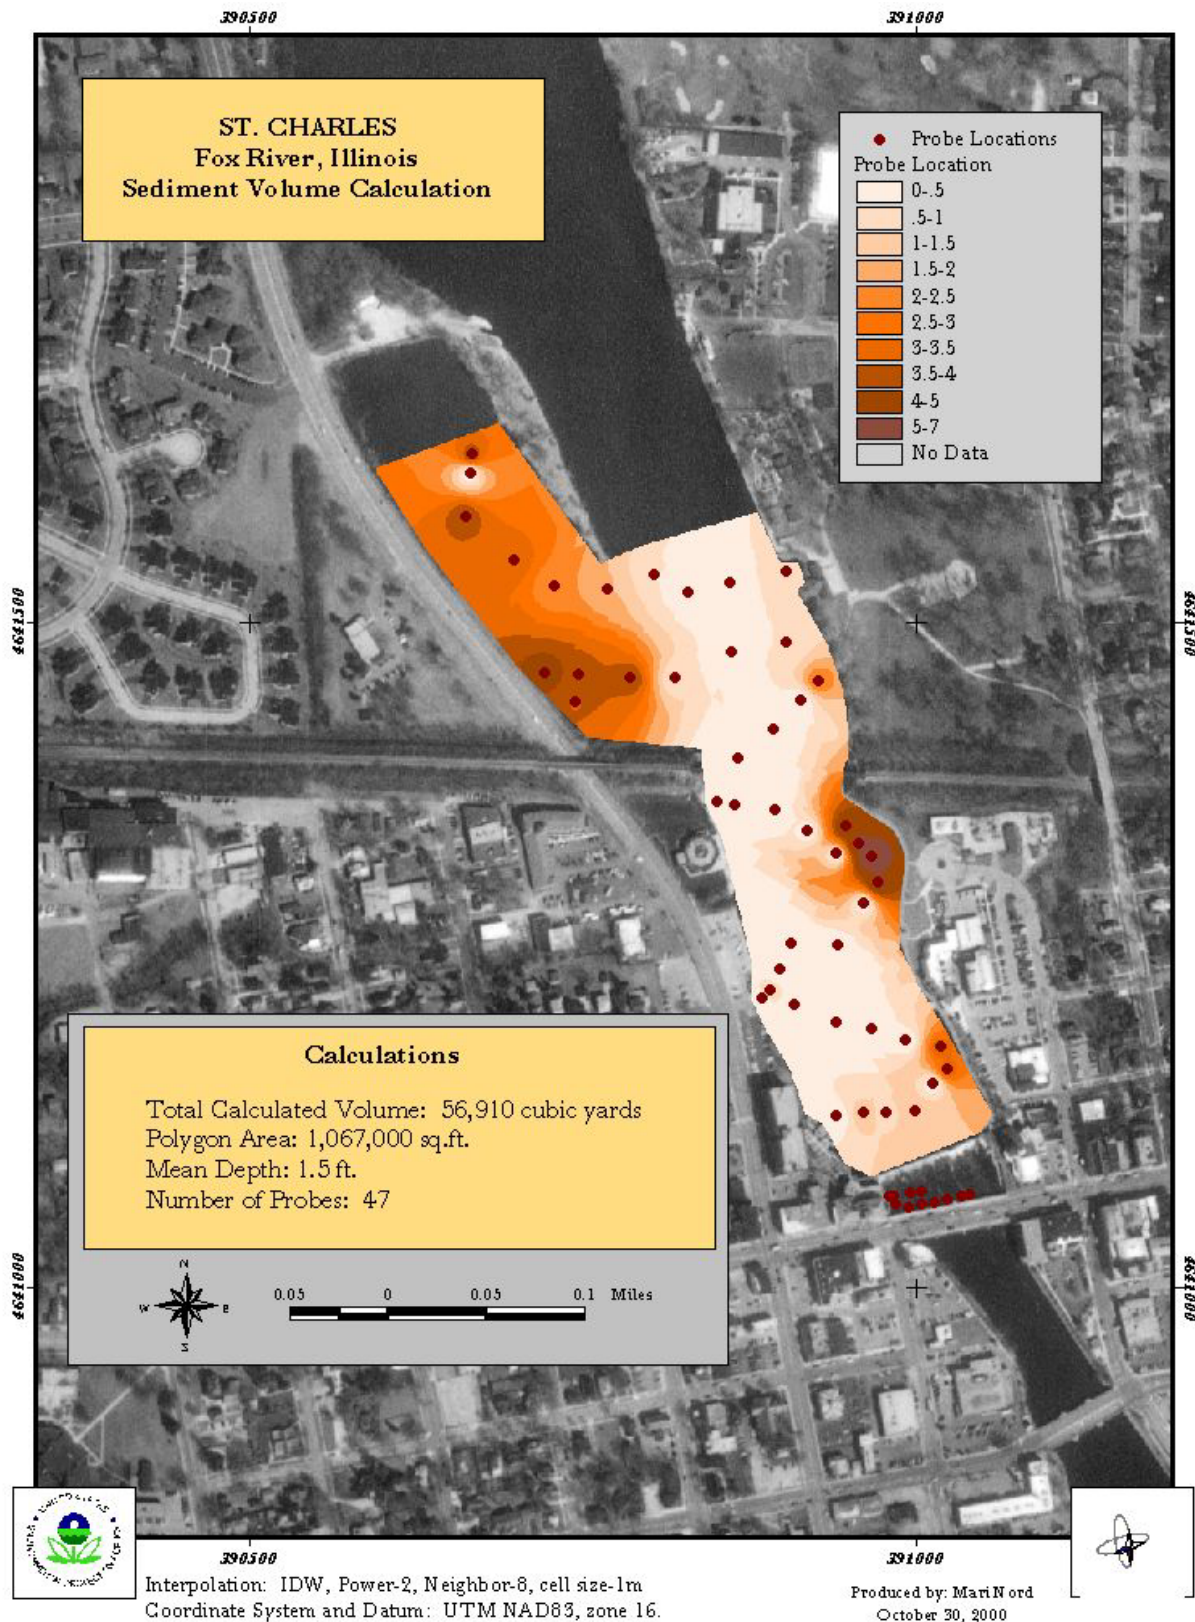 390500
391000
ST. CHARLES
Fox River, Illinois
Sediment Volume Calculation
Probe Locations
Probe Location
0-.5
.5-1
1-1.5
1.5-2
2-2.5
2.5-3
3-3.5
3.5-4
4-5
5-7
No Data
4641500
4641500
Calculations
Total Calculated Volume: 56,910 cubic yards
Polygon Area: 1,067,000 sq.ft.
Mean Depth: 1.5 ft.
Number of Probes: 47
N
W
E
S
0.05 0 0.05 0.1 Miles
4641000
4641000
390500
391000
Interpolation: IDW, Power-2, Neighbor-8, cell size-1m
Coordinate System and Datum: UTM NAD83, zone 16.
Produced by: Mari Nord
October 30, 2000